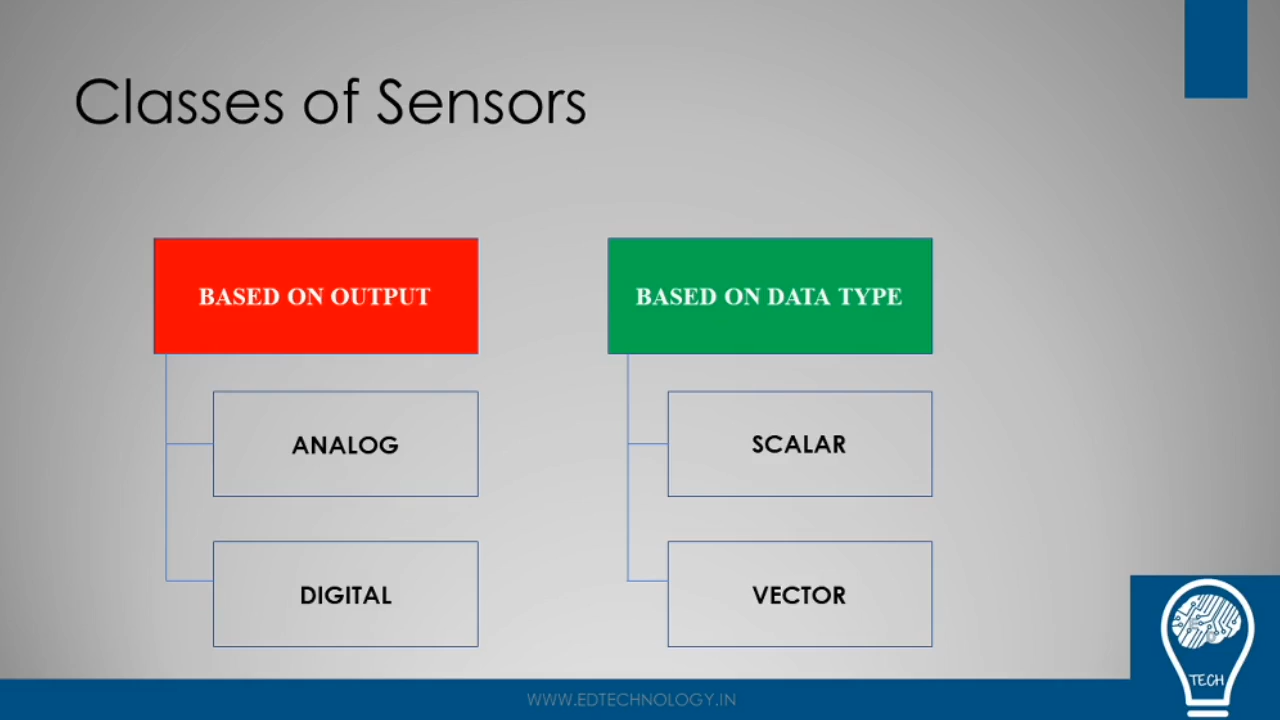 Classes of Sensors
BASED ON OUTPUT
ANALOG
DIGITAL
BASED ON DATA TYPE
SCALAR
VECTOR
TECH
WWW.EDTECHNOLOGY.IN